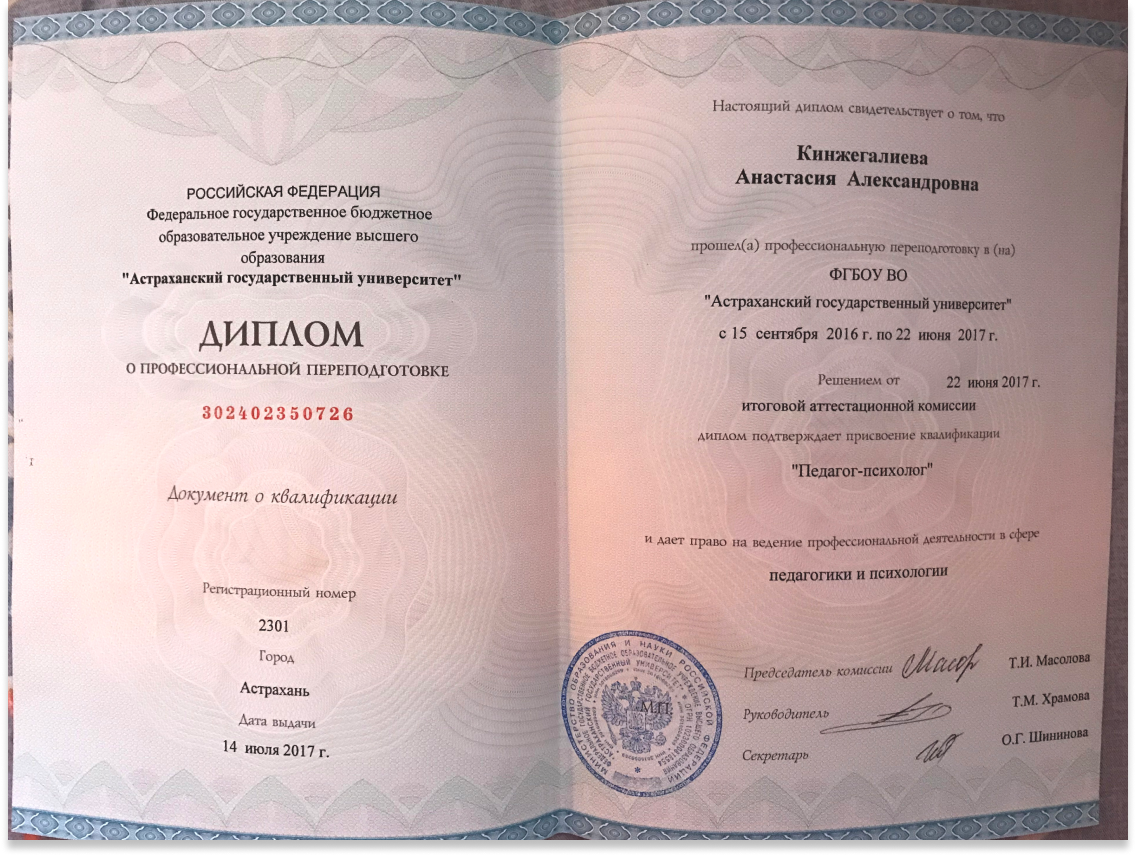 РОССИЙСКАЯ ФЕДЕРАЦИЯ
Федеральное государственное бюджетное
образовательное учреждение высшего
образования
"Астраханский государственный университет"
ДИПЛОМ
О ПРОФЕССИОНАЛЬНОЙ ПЕРЕПОДГОТОВКЕ
302402350726
Документ о квалификации
Регистрационный номер
2301
Город
Астрахань
Дата выдачи
14 июля 2017 г.
Настоящий диплом свидетельствует о том, что
Кинжегалиева
Анастасия Александровна
прошел(а) профессиональную переподготовку в (на)
ФГБОУ ВО
"Астраханский государственный университет"
с 15 сентября 2016 г. по 22 июня 2017 г.
Решением от 22 июня 2017 г.
итоговой аттестационной комиссии
диплом подтверждает присвоение квалификации
"Педагог-психолог"
и дает право на ведение профессиональной деятельности в сфере
педагогики и психологии
Председатель комиссии Т.И. Масолова
Руководитель Т.М. Храмова
Секретарь О.Г. Шининова
М.П.
МИНИСТЕРСТВО ОБРАЗОВАНИЯ И НАУКИ РОССИЙСКОЙ ФЕДЕРАЦИИ